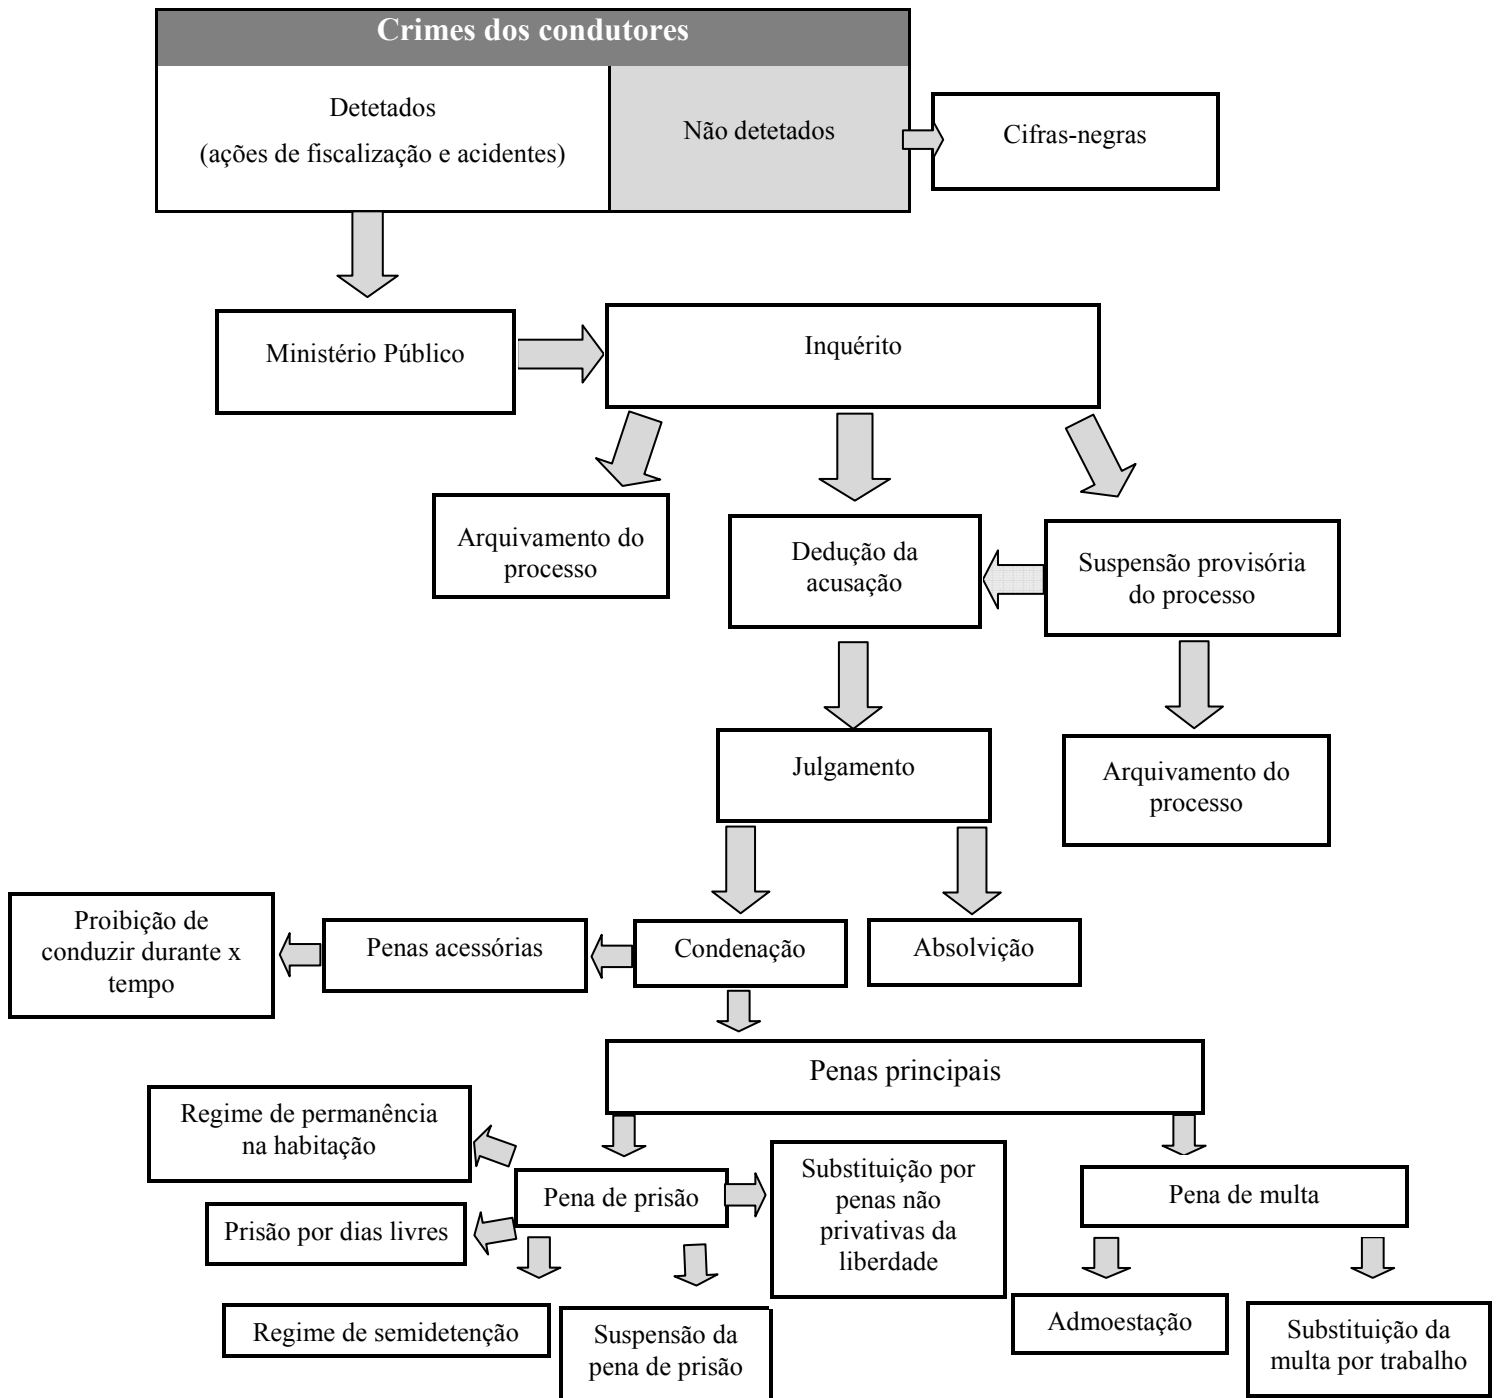 Crimes dos condutores
Detetados
(ações de fiscalização e acidentes)
Não detetados
Cifras-negras
Ministério Público
Inquérito
Arquivamento do
processo
Dedução da
acusação
Suspensão provisória
do processo
Julgamento
Arquivamento do
processo
Proibição de
conduzir durante x
tempo
Penas acessórias
Condenação
Absolvição
Penas principais
Regime de permanência
na habitação
Pena de prisão
Substituição por
penas não
privativas da
liberdade
Pena de multa
Prisão por dias livres
Regime de semidetenção
Suspensão da
pena de prisão
Admoestação
Substituição da
multa por trabalho